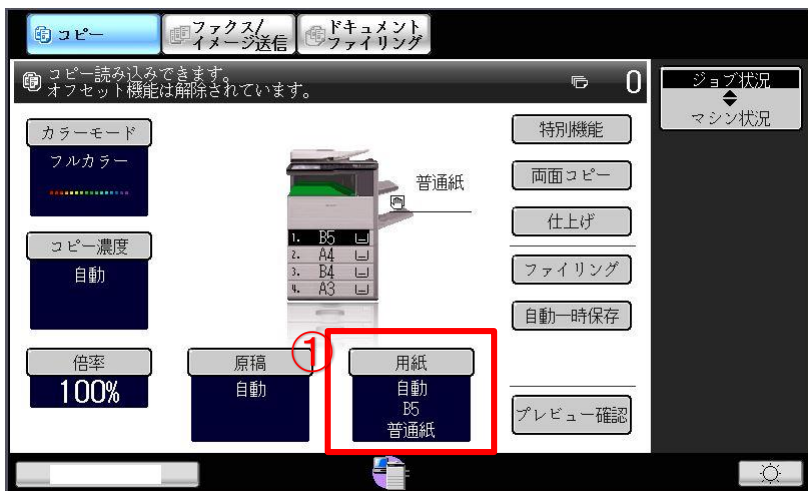 コピー
ファクス/
イメージ送信
ドキュメント
ファイリング
コピー読み込みできます。
オフセット機能は解除されています。
0
ジョブ状況
マシン状況
カラーモード
フルカラー
普通紙
特別機能
両面コピー
仕上げ
コピー濃度
自動
1. B5
2. A4
3. B4
4. A3
ファイリング
自動一時保存
倍率
100%
原稿
自動
①
用紙
自動
B5
普通紙
プレビュー確認